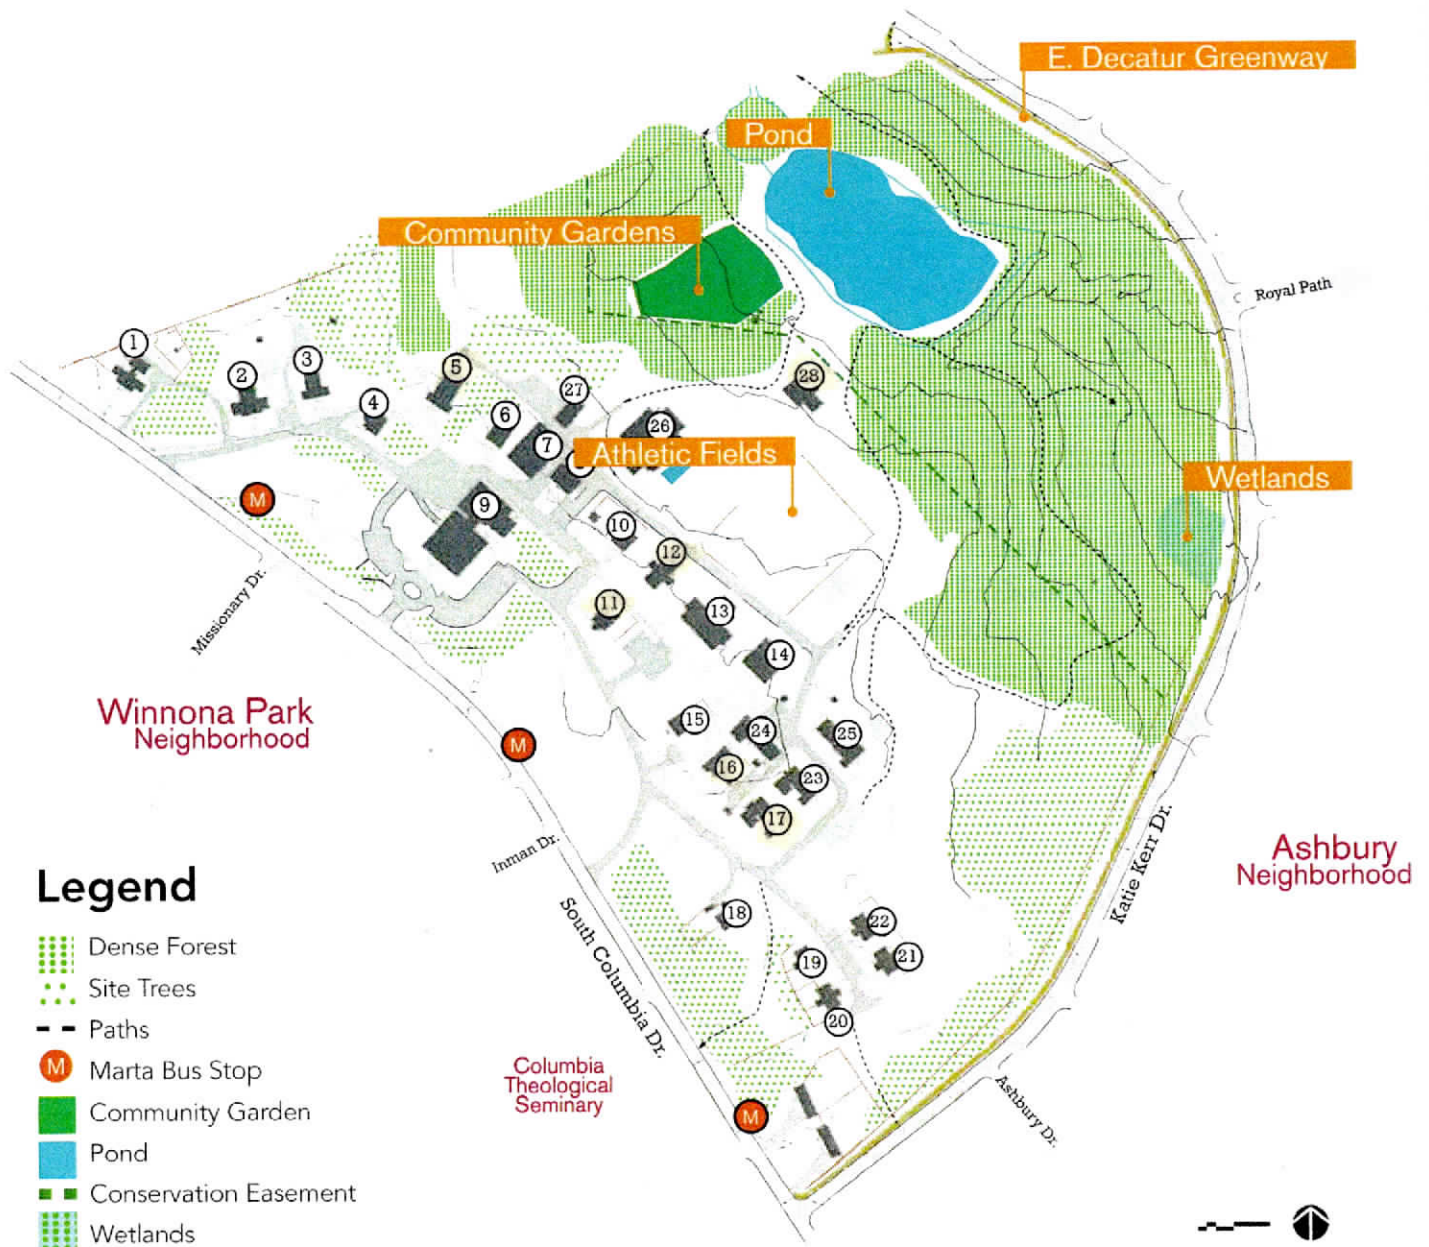 E. Decatur Greenway
Pond
Community Gardens
Royal Path
1
2
3
4
5
6
7
27
28
26
Athletic Fields
Wetlands
9
10
12
11
13
14
M
Missionary Dr.
Winnona Park
Neighborhood
M
15
24
25
16
23
17
Inman Dr.
South Columbia Dr.
18
22
19
21
20
Katie Kerr Dr.
Ashbury
Neighborhood
Columbia
Theological
Seminary
M
Ashbury Dr.
Legend
Dense Forest
Site Trees
Paths
M
Marta Bus Stop
Community Garden
Pond
Conservation Easement
Wetlands